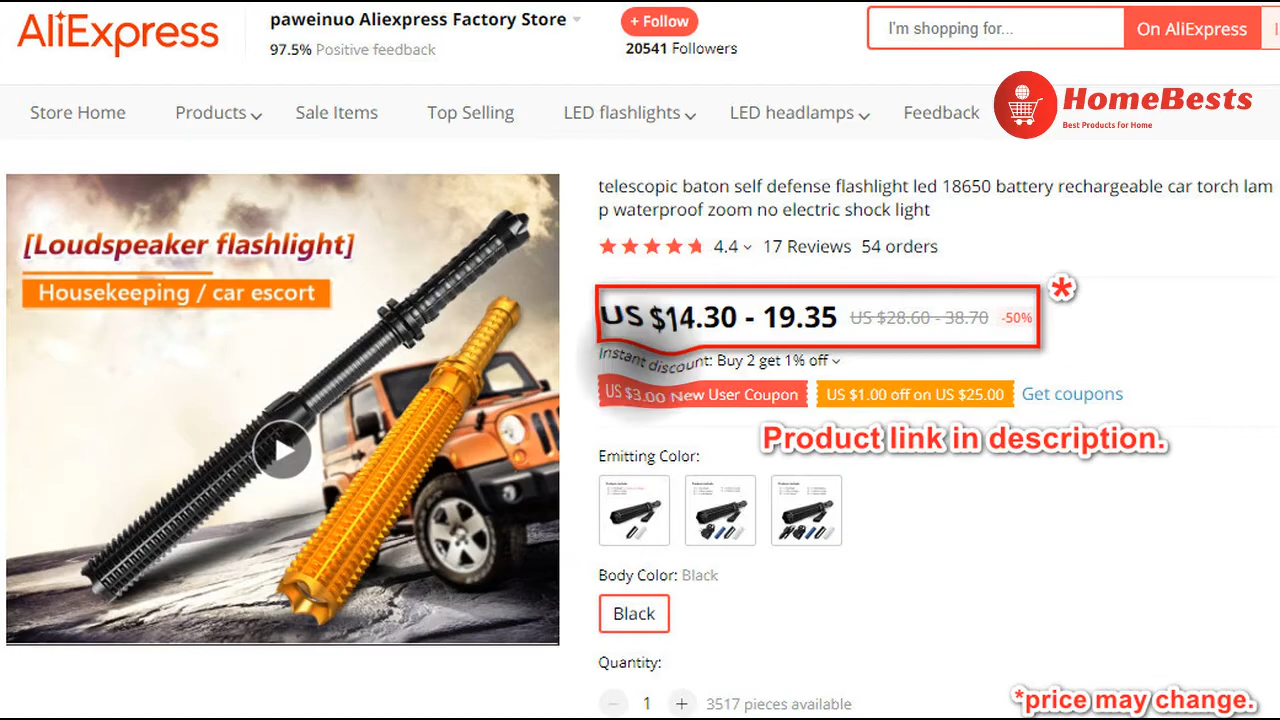 AliExpress
paweinuo Aliexpress Factory Store
97.5% Positive feedback
+ Follow
20541 Followers
I'm shopping for...
On AliExpress
Store Home
Products
Sale Items
Top Selling
LED flashlights
LED headlamps
Feedback
HomeBests
Best Products for Home
[Loudspeaker flashlight]
Housekeeping / car escort
telescopic baton self defense flashlight led 18650 battery rechargeable car torch lam
p waterproof zoom no electric shock light
4.4 17 Reviews 54 orders
US $14.30 - 19.35 US $28.60 - 38.70 -50% *
Instant discount: Buy 2 get 1% off
US $3.00 New User Coupon US $1.00 off on US $25.00 Get coupons
Product link in description.
Emitting Color:
Body Color: Black
Black
Quantity:
− 1 + 3517 pieces available
*price may change.